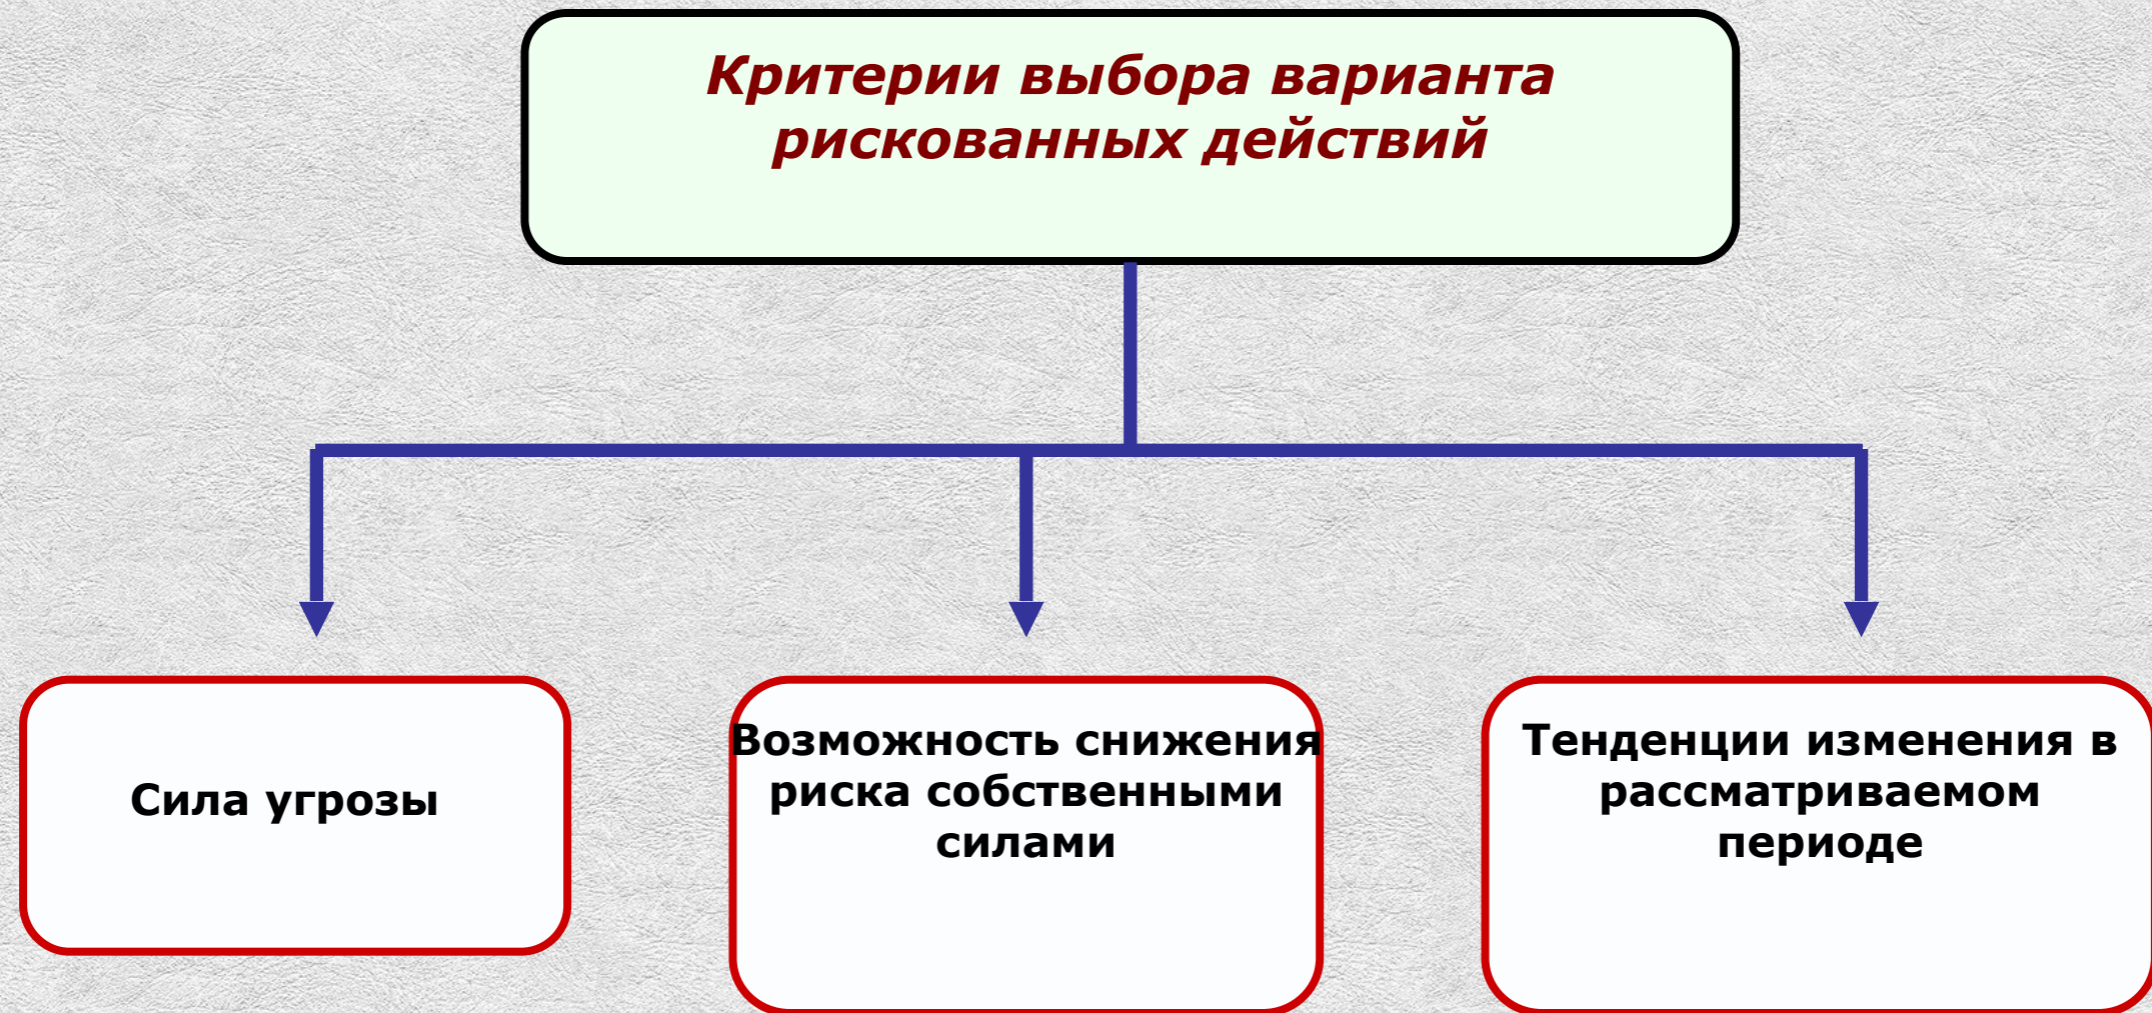 Критерии выбора варианта
рискованных действий
Сила угрозы
Возможность снижения
риска собственными
силами
Тенденции изменения в
рассматриваемом
периоде